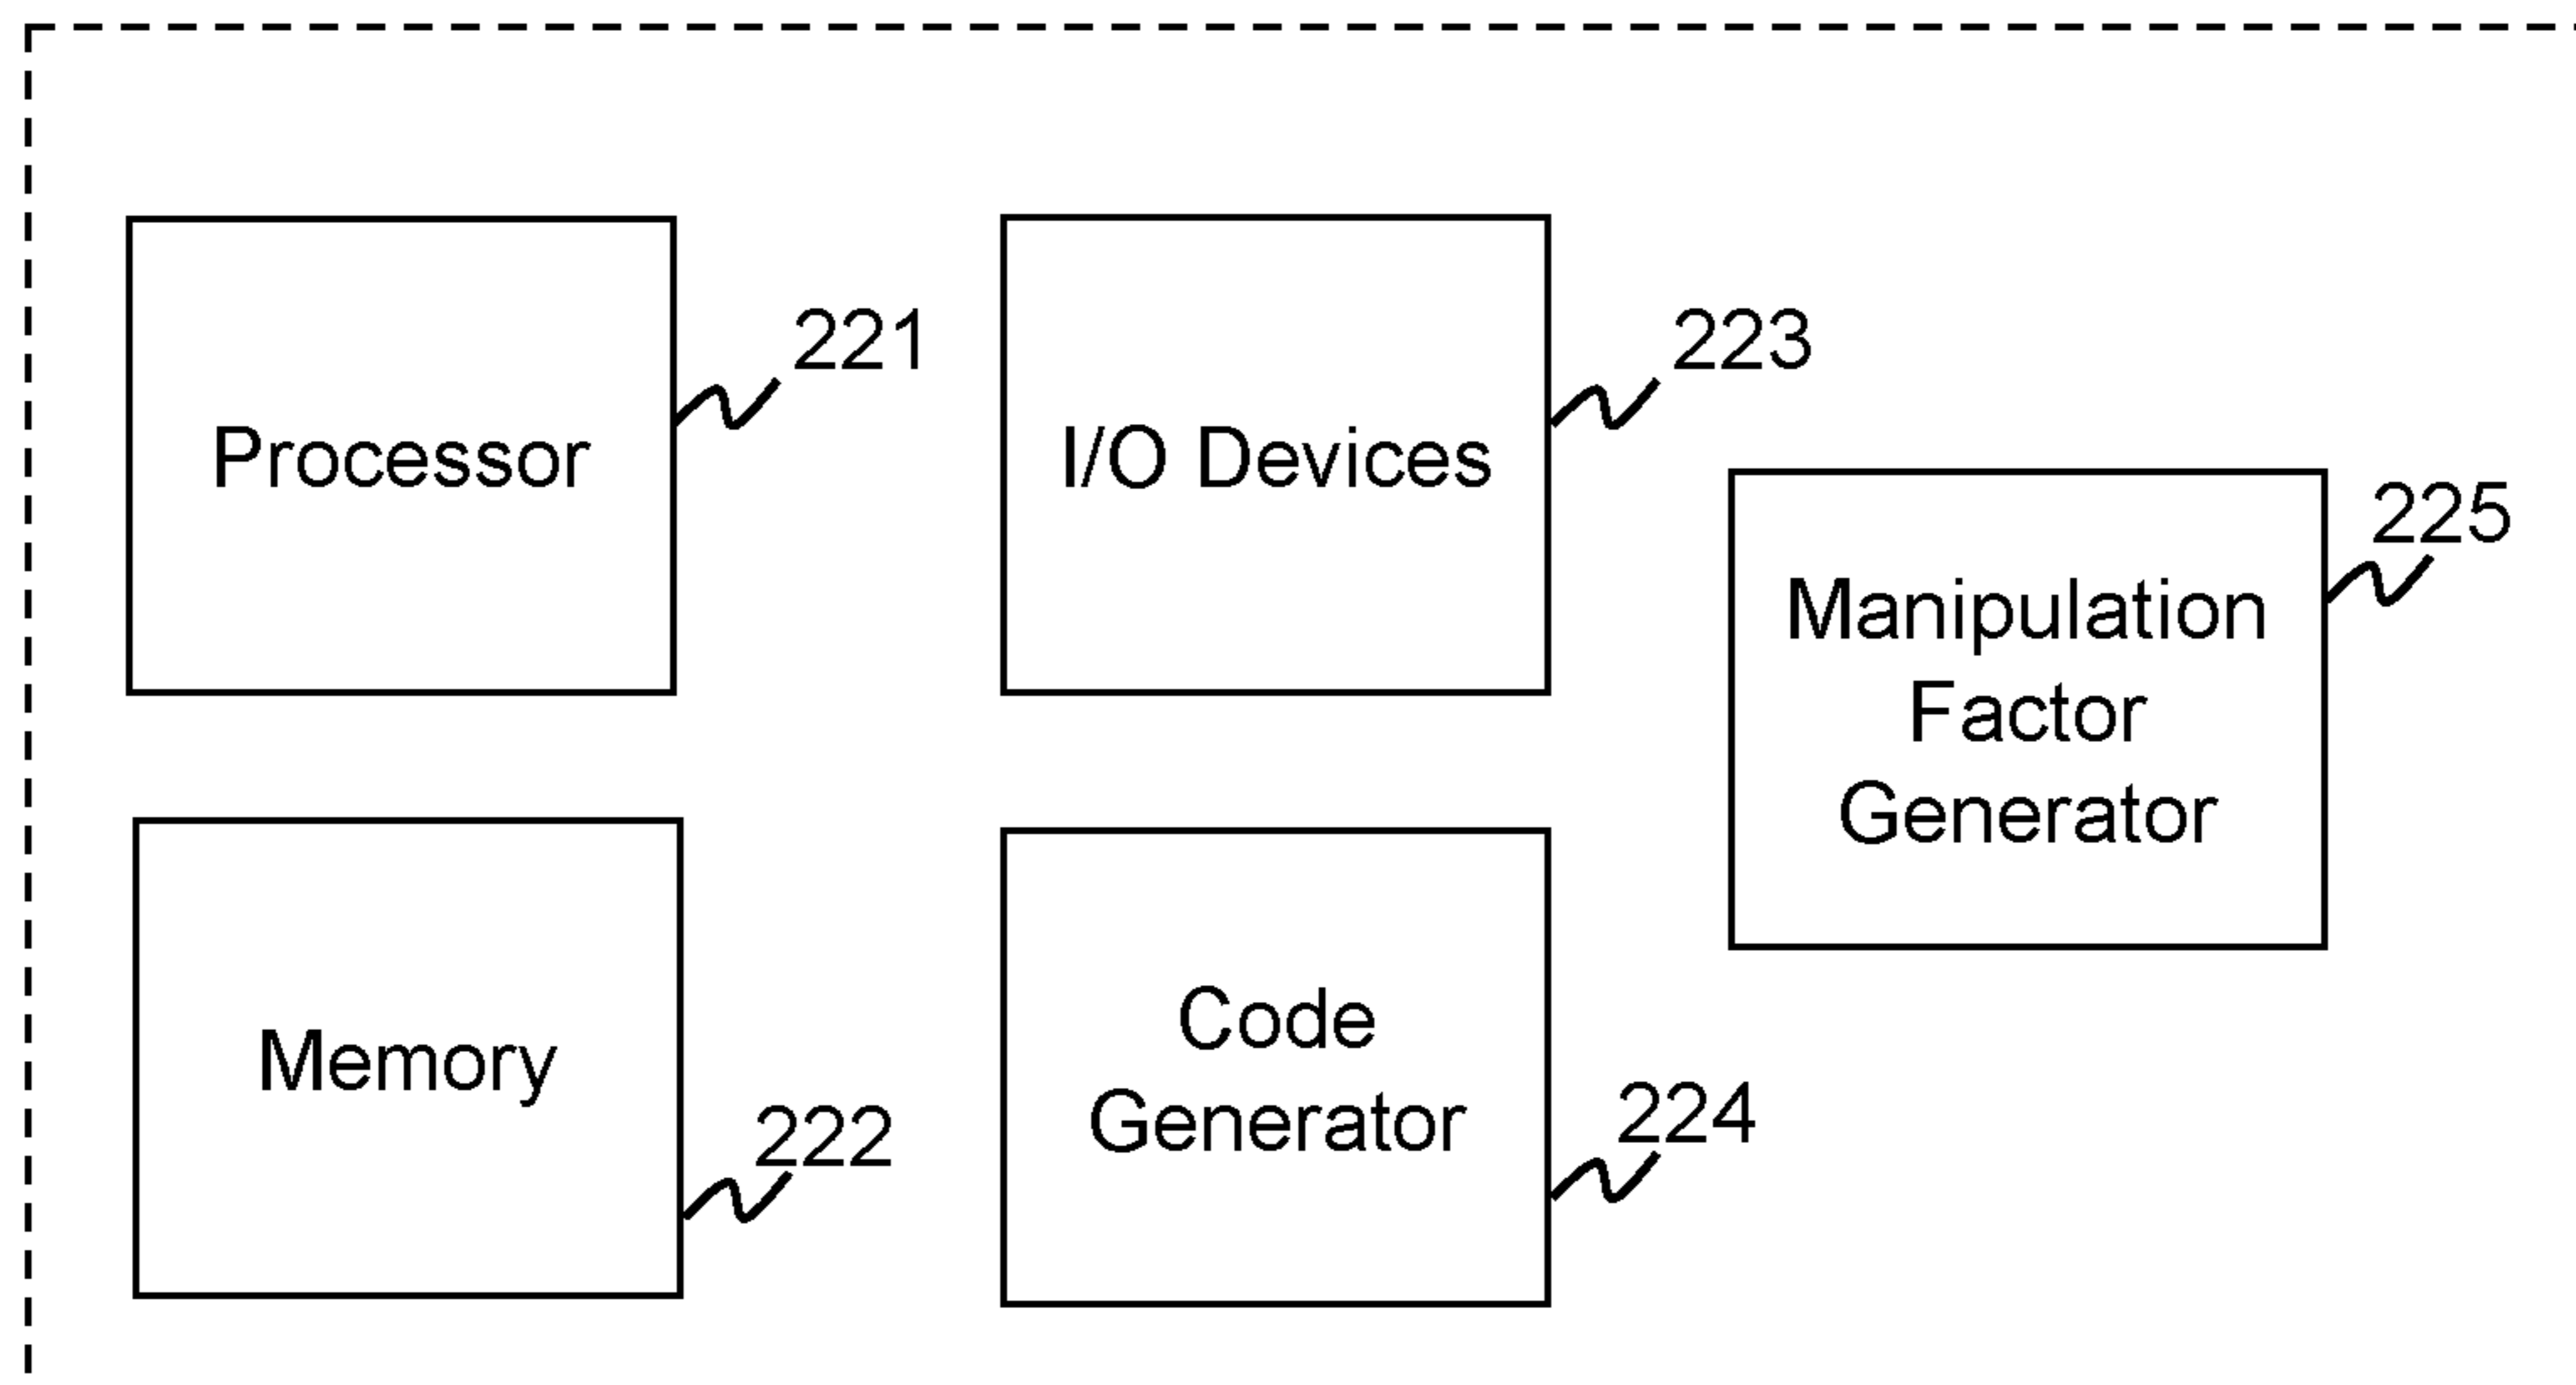 221
Processor
223
I/O Devices
225
Manipulation
Factor
Generator
Memory
222
Code
Generator
224